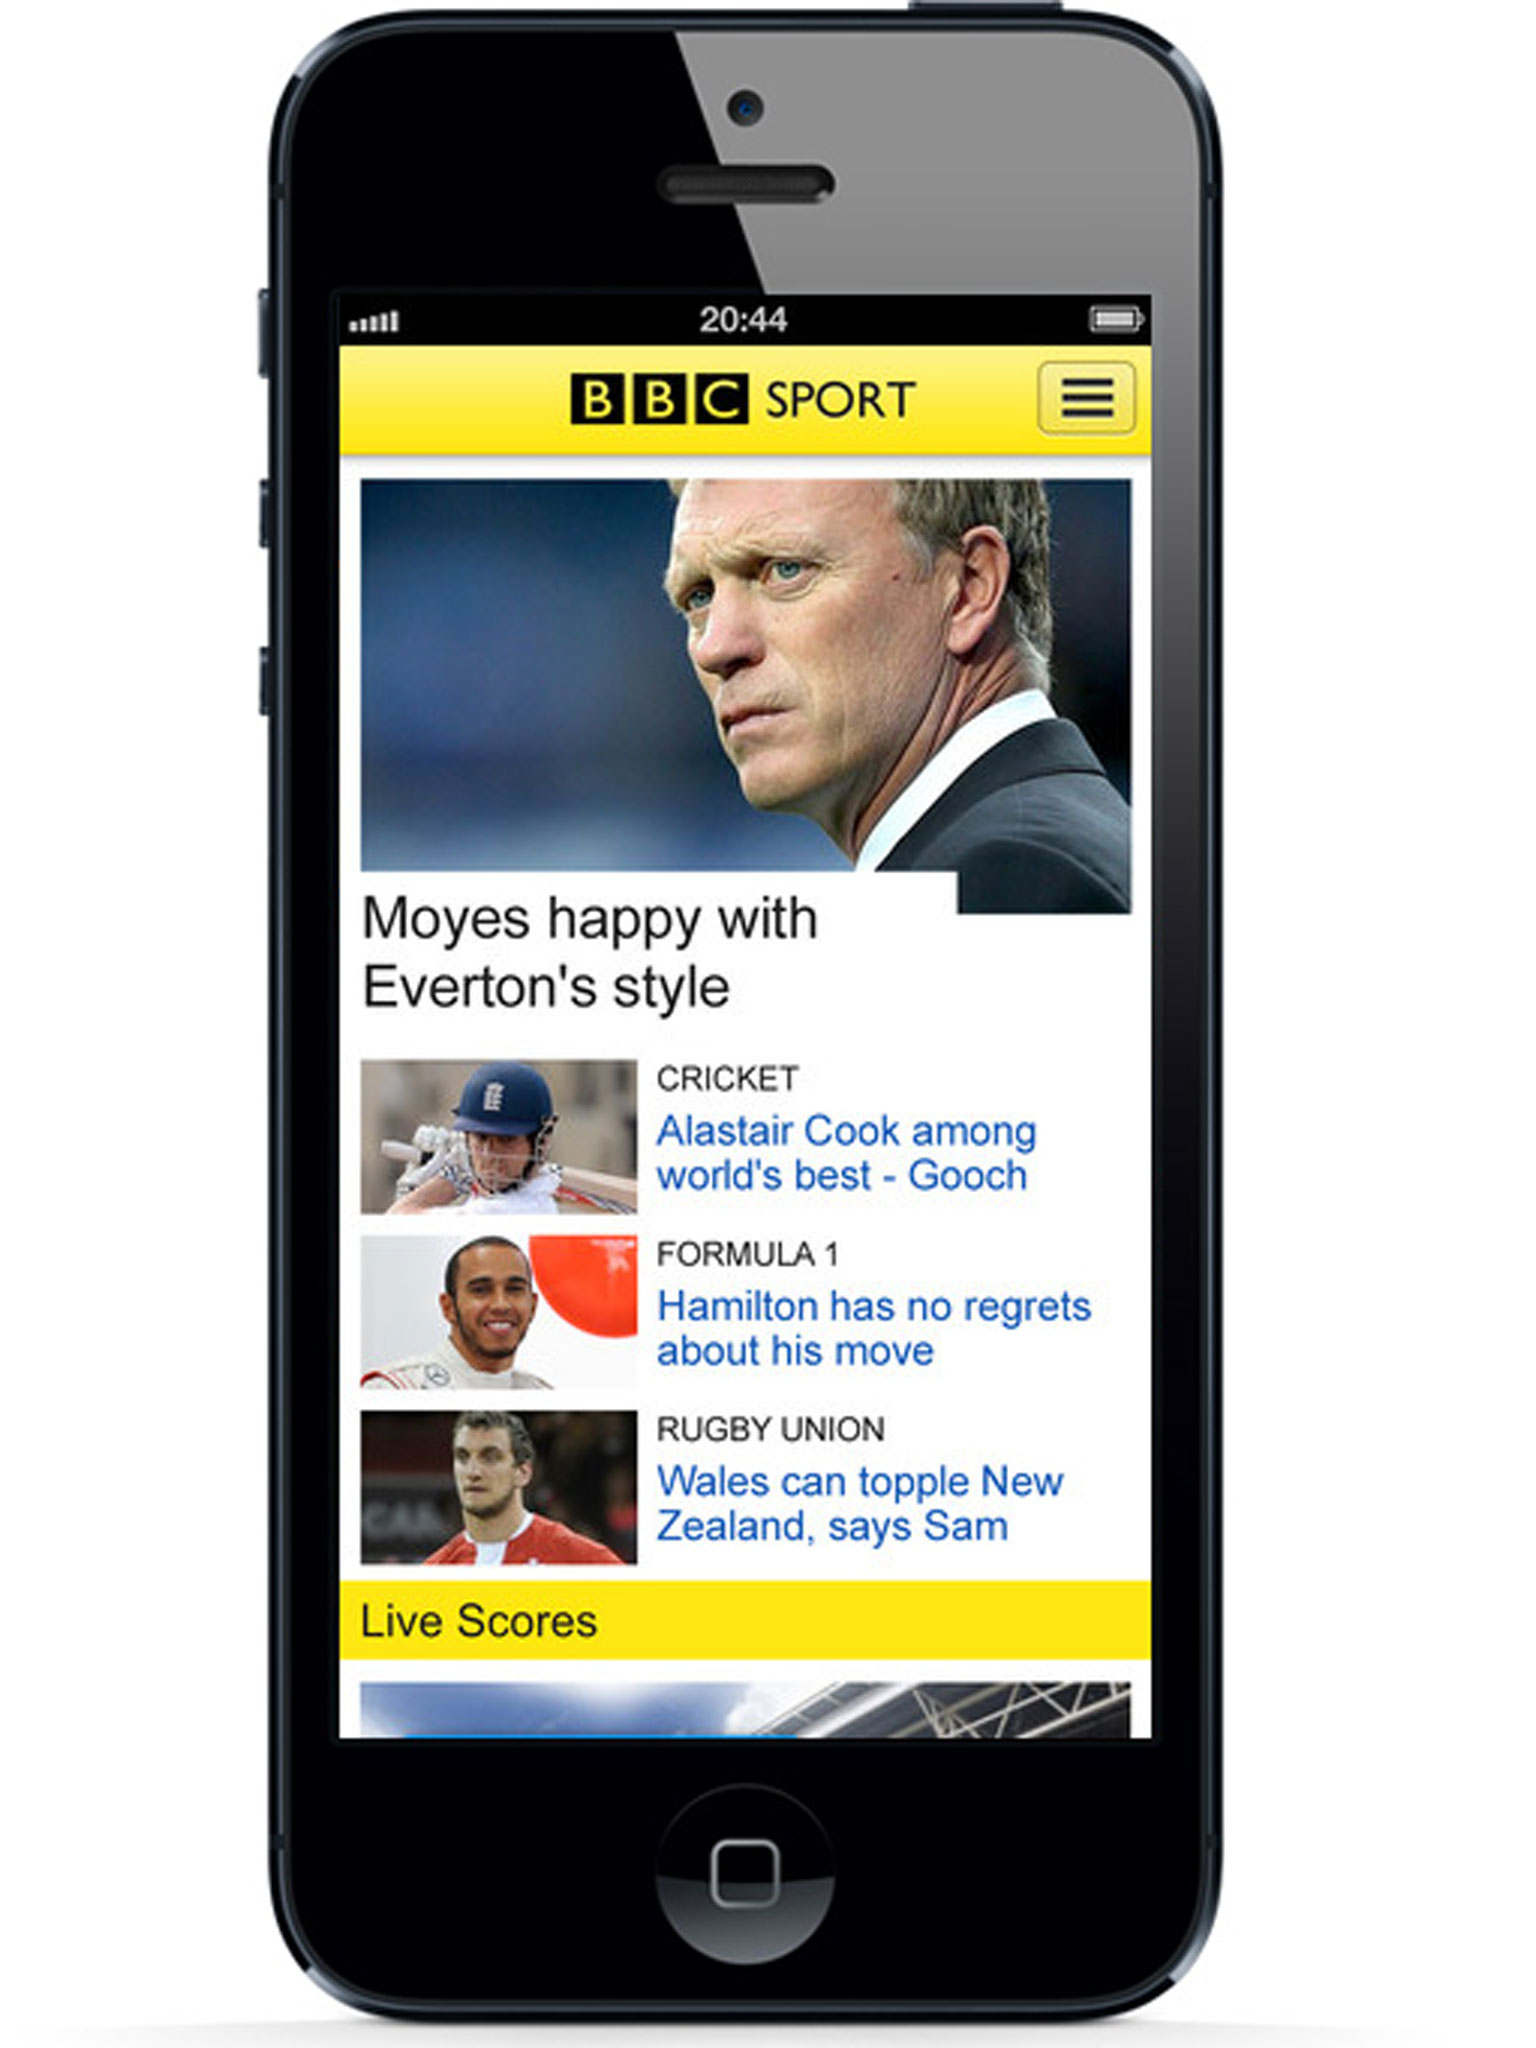 20:44
BBC SPORT
Moyes happy with
Everton's style
CRICKET
Alastair Cook among
world's best - Gooch
FORMULA 1
Hamilton has no regrets
about his move
RUGBY UNION
Wales can topple New
Zealand, says Sam
Live Scores